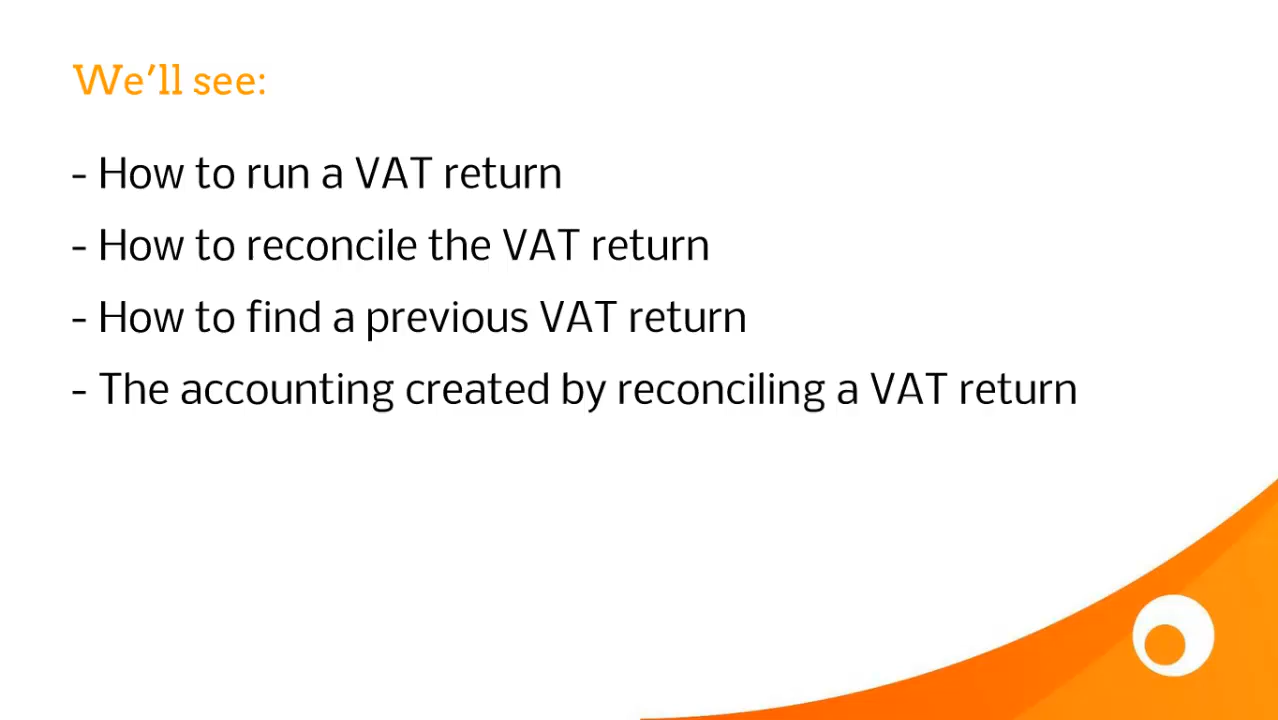 We’ll see:
- How to run a VAT return
- How to reconcile the VAT return
- How to find a previous VAT return
- The accounting created by reconciling a VAT return